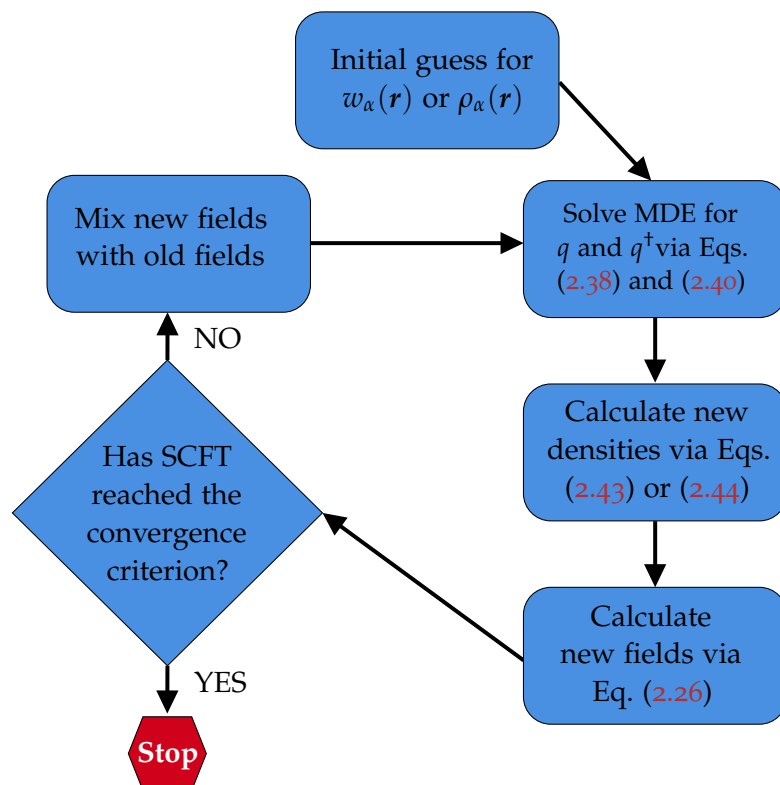 Initial guess for
w_α(r) or ρ_α(r)
Mix new fields
with old fields
Solve MDE for
q and q† via Eqs.
(2.38) and (2.40)
NO
Calculate new
densities via Eqs.
(2.43) or (2.44)
Has SCFT
reached the
convergence
criterion?
Calculate
new fields via
Eq. (2.26)
YES
Stop